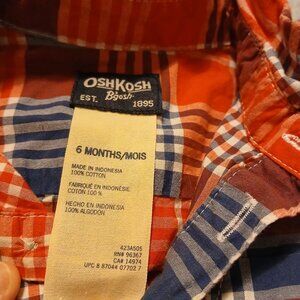 OSHKOSH
B'gosh
EST. 1895
6 MONTHS/MOIS
MADE IN INDONESIA
100% COTTON
FABRIQUÉ EN INDONÉSIE
COTON 100 %
HECHO EN INDONESIA
100% ALGODÓN
423A505
RN# 96367
CA# 14974
UPC 8 87044 07702 7